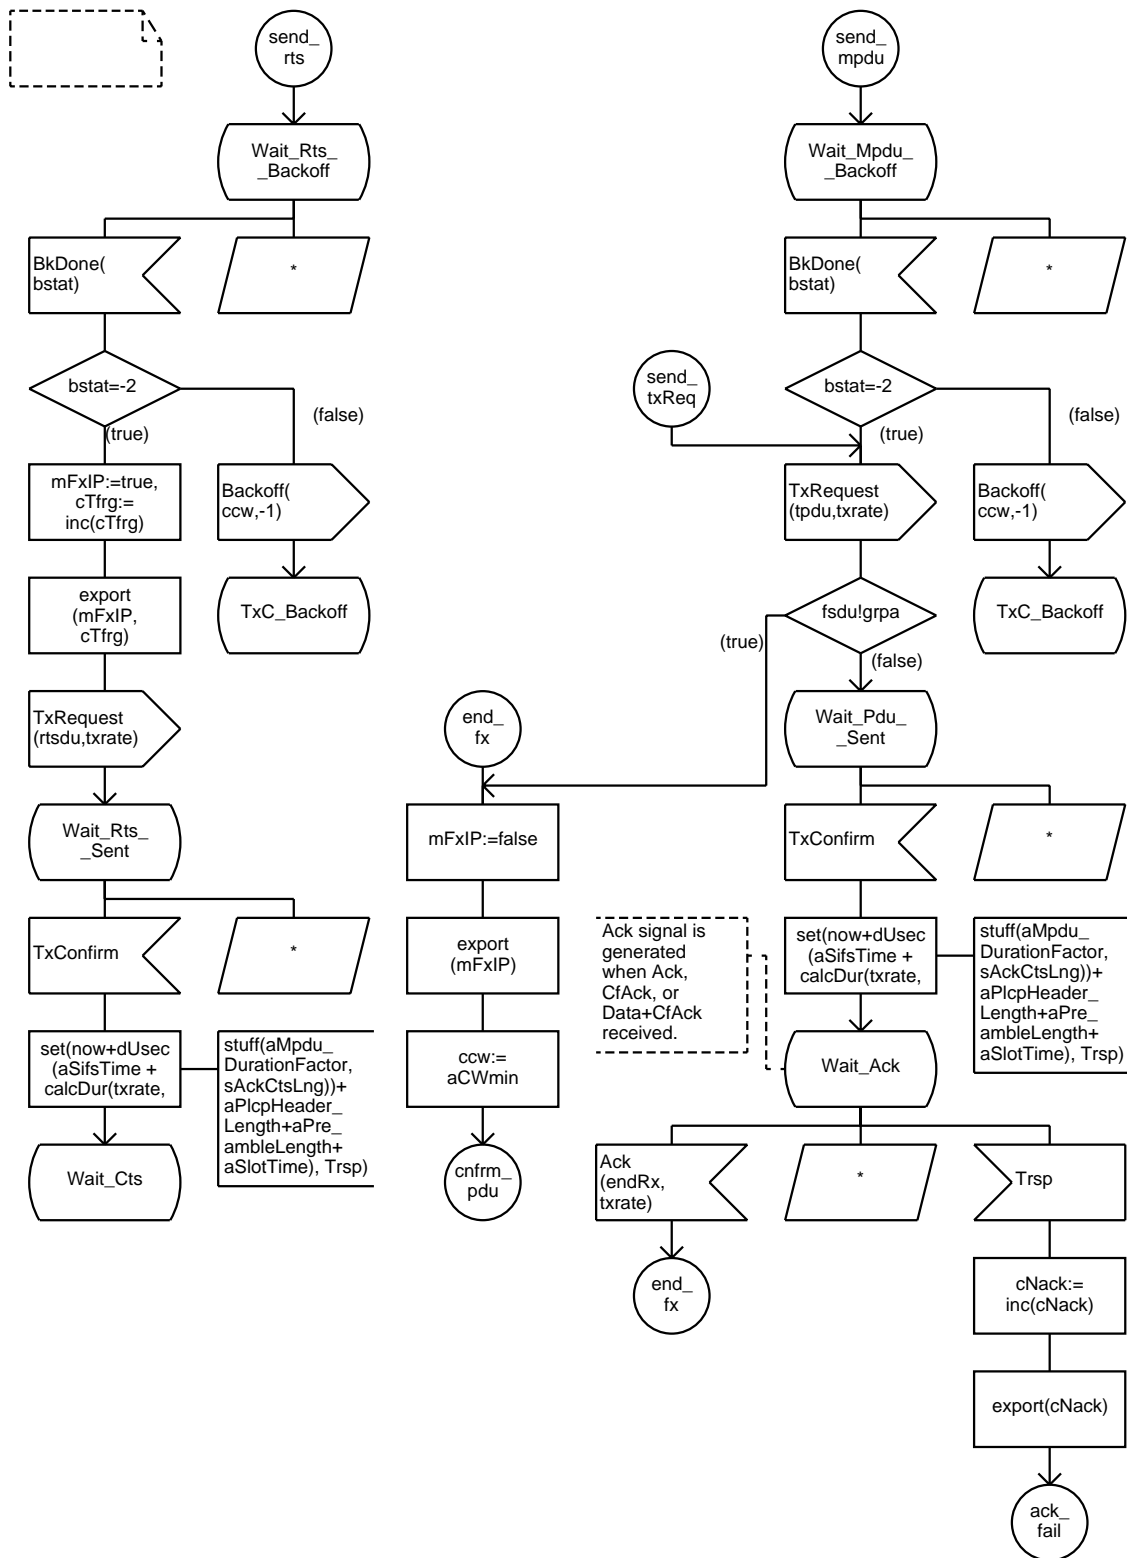 send_
rts
Wait_Rts_
_Backoff
BkDone(
bstat)
*
bstat=-2
(true)
(false)
mFxIP:=true,
cTfrg:=
inc(cTfrg)
Backoff(
ccw,-1)
export
(mFxIP,
cTfrg)
TxC_Backoff
TxRequest
(rtsdu,txrate)
Wait_Rts_
_Sent
TxConfirm
*
set(now+dUsec
(aSifsTime +
calcDur(txrate,
stuff(aMpdu_
DurationFactor,
sAckCtsLng))+
aPlcpHeader_
Length+aPre_
ambleLength+
aSlotTime), Trsp)
Wait_Cts
send_
mpdu
Wait_Mpdu_
_Backoff
BkDone(
bstat)
*
send_
txReq
bstat=-2
(true)
(false)
TxRequest
(tpdu,txrate)
Backoff(
ccw,-1)
fsdu!grpa
TxC_Backoff
(true)
(false)
end_
fx
Wait_Pdu_
_Sent
mFxIP:=false
TxConfirm
*
export
(mFxIP)
Ack signal is
generated
when Ack,
CfAck, or
Data+CfAck
received.
set(now+dUsec
(aSifsTime +
calcDur(txrate,
stuff(aMpdu_
DurationFactor,
sAckCtsLng))+
aPlcpHeader_
Length+aPre_
ambleLength+
aSlotTime), Trsp)
ccw:=
aCWmin
Wait_Ack
cnfrm_
pdu
Ack
(endRx,
txrate)
*
Trsp
end_
fx
cNack:=
inc(cNack)
export(cNack)
ack_
fail